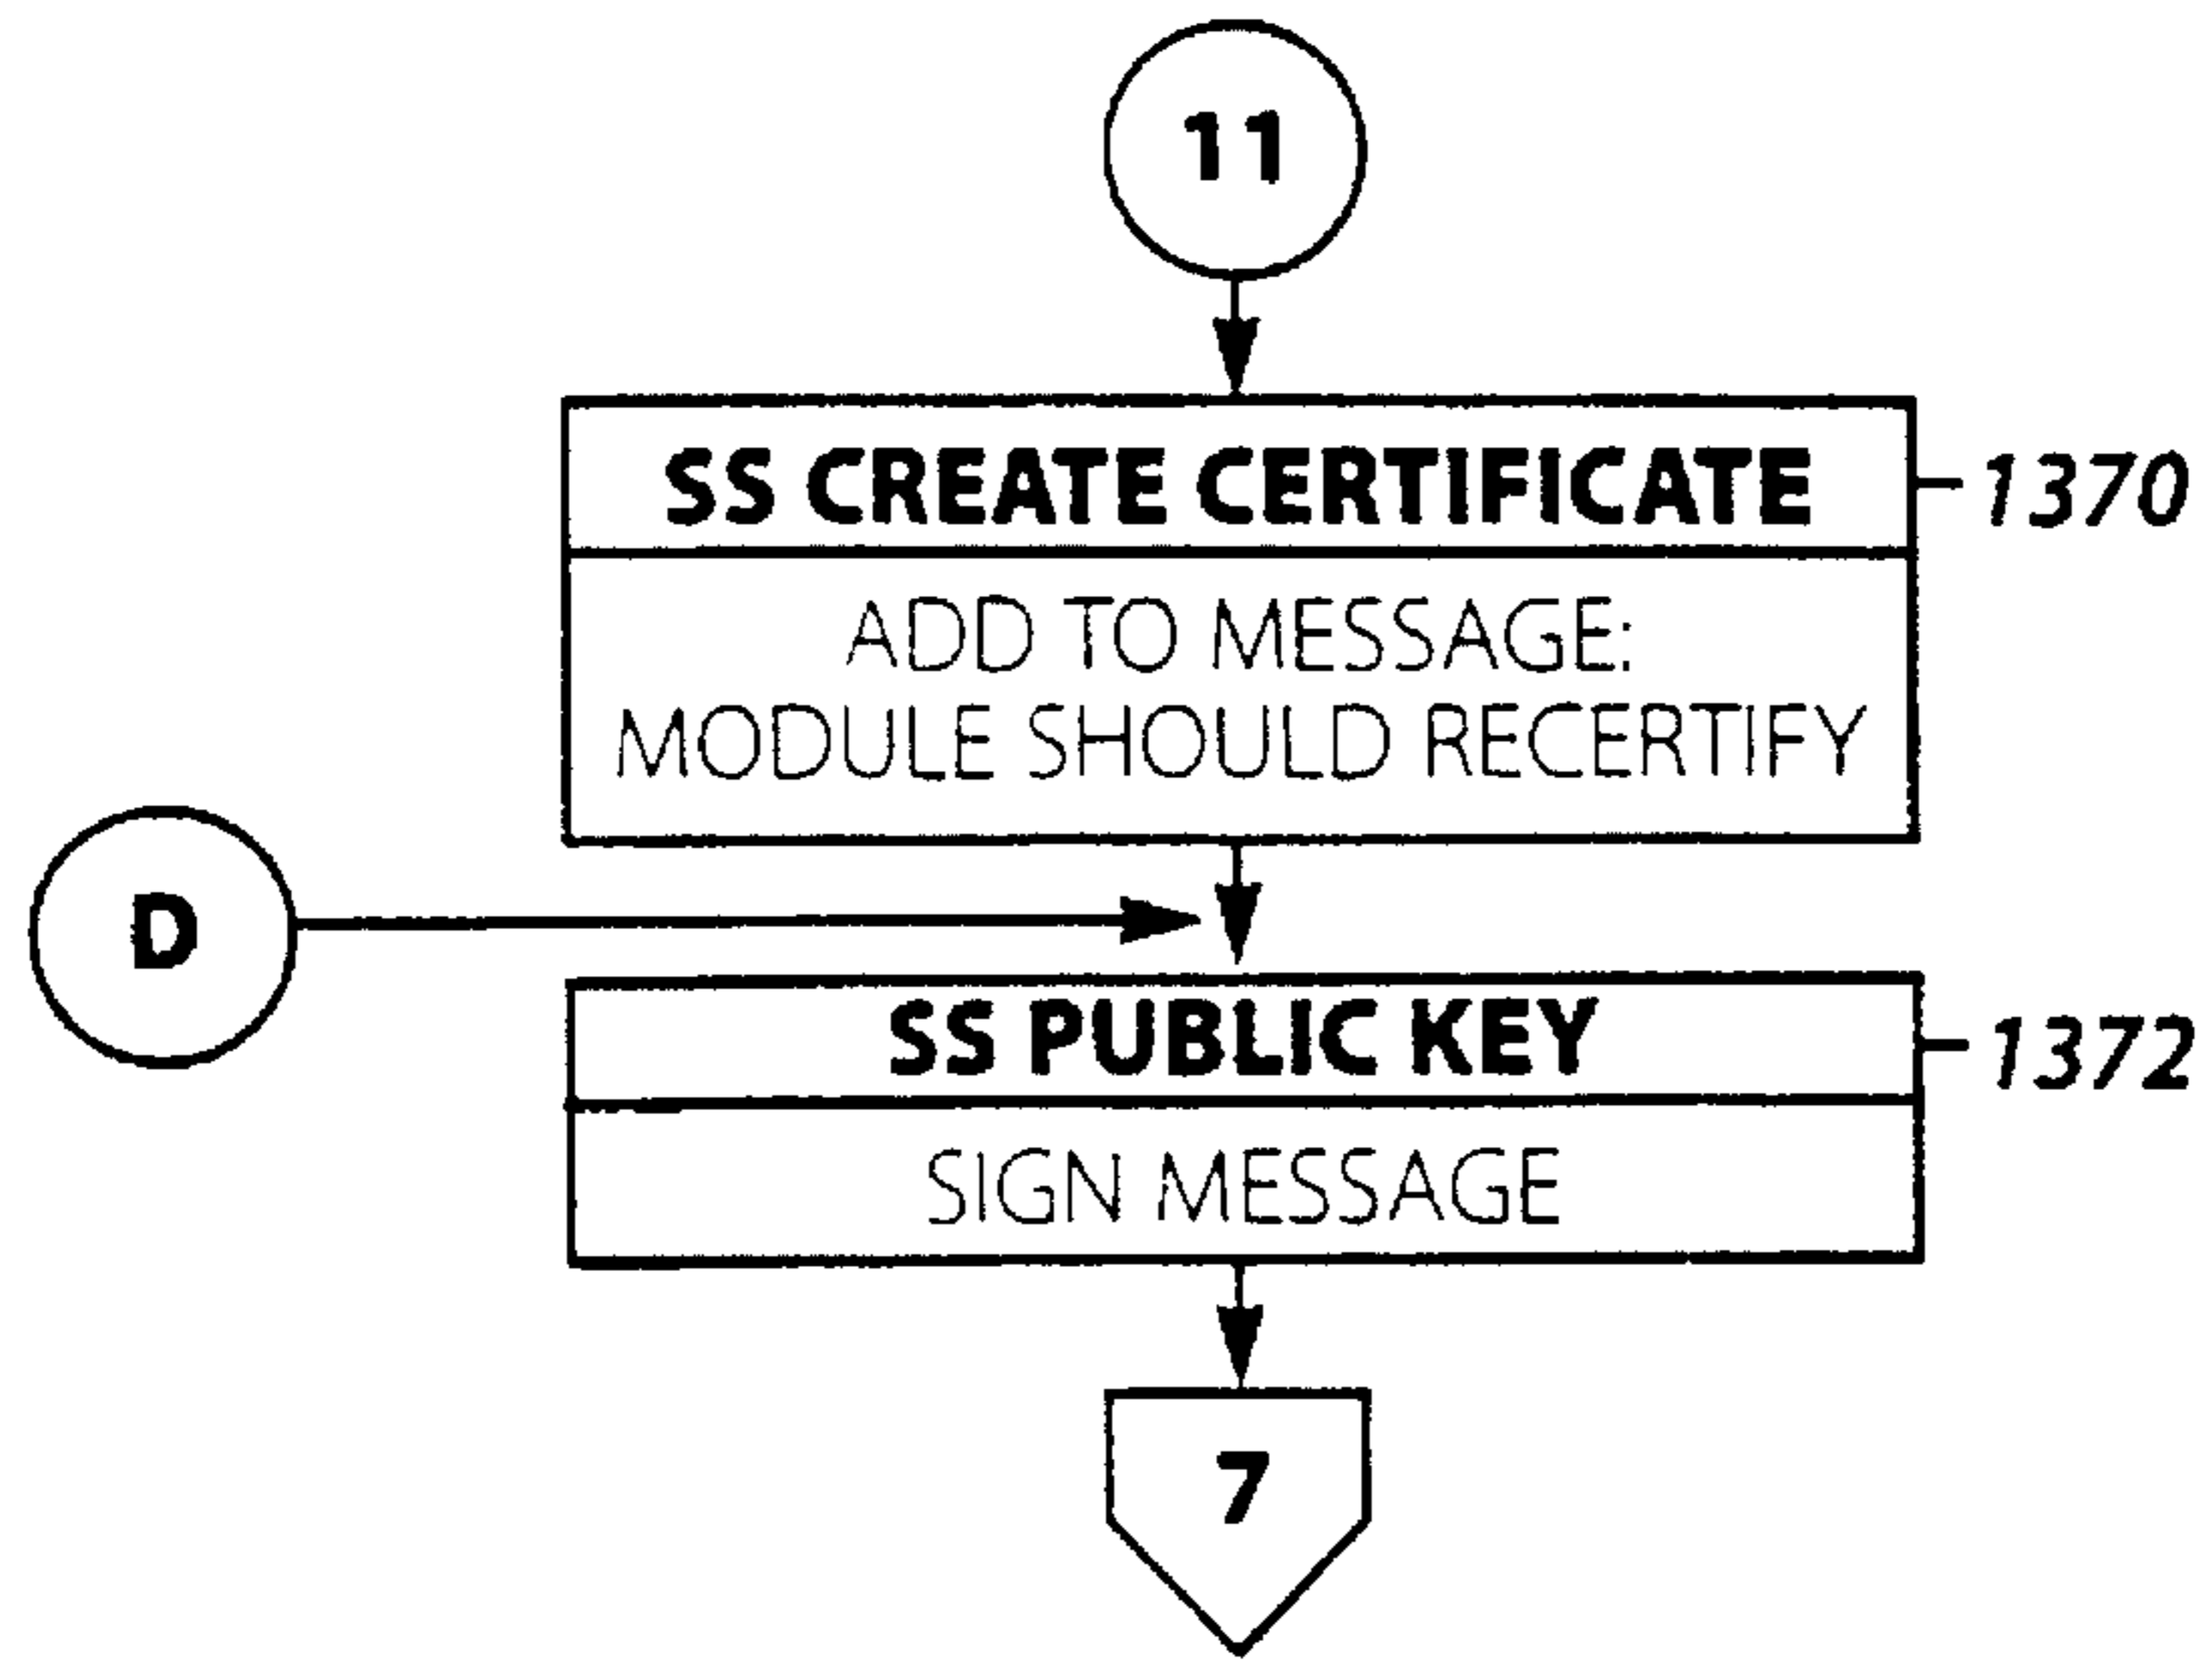 11
SS CREATE CERTIFICATE
1370
ADD TO MESSAGE:
MODULE SHOULD RECERTIFY
D
SS PUBLIC KEY
1372
SIGN MESSAGE
7